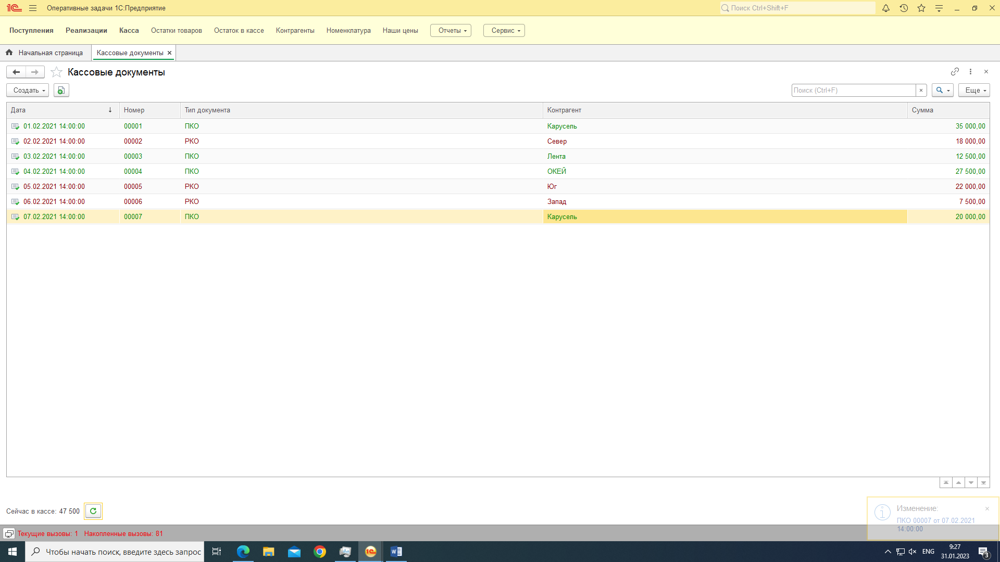 Оперативные задачи 1С:Предприятие
Поиск Ctrl+Shift+F
Поступления Реализации Касса Остатки товаров Остаток в кассе Контрагенты Номенклатура Наши цены Отчеты Сервис
Начальная страница Кассовые документы
Кассовые документы
Создать Поиск (Ctrl+F) Еще
Дата Номер Тип документа Контрагент Сумма
01.02.2021 14:00:00 00001 ПКО Карусель 35 000,00
02.02.2021 14:00:00 00002 РКО Север 18 000,00
03.02.2021 14:00:00 00003 ПКО Лента 12 500,00
04.02.2021 14:00:00 00004 ПКО ОКЕЙ 27 500,00
05.02.2021 14:00:00 00005 РКО Юг 22 000,00
06.02.2021 14:00:00 00006 РКО Запад 7 500,00
07.02.2021 14:00:00 00007 ПКО Карусель 20 000,00
Сейчас в кассе: 47 500
Изменение:
ПКО 00007 от 07.02.2021
14:00:00
Текущие вызовы: 1 Накопленные вызовы: 81
Чтобы начать поиск, введите здесь запрос
ENG
9:27
31.01.2023
3